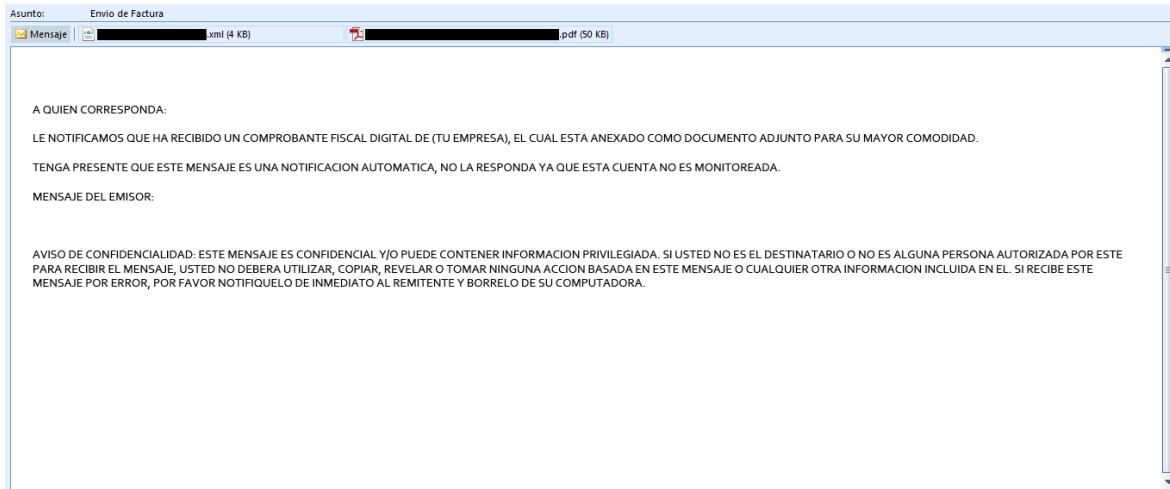 Asunto: Envio de Factura
Mensaje .xml (4 KB) .pdf (50 KB)
A QUIEN CORRESPONDA:
LE NOTIFICAMOS QUE HA RECIBIDO UN COMPROBANTE FISCAL DIGITAL DE (TU EMPRESA), EL CUAL ESTA ANEXADO COMO DOCUMENTO ADJUNTO PARA SU MAYOR COMODIDAD.
TENGA PRESENTE QUE ESTE MENSAJE ES UNA NOTIFICACION AUTOMATICA, NO LA RESPONDA YA QUE ESTA CUENTA NO ES MONITOREADA.
MENSAJE DEL EMISOR:
AVISO DE CONFIDENCIALIDAD: ESTE MENSAJE ES CONFIDENCIAL Y/O PUEDE CONTENER INFORMACION PRIVILEGIADA. SI USTED NO ES EL DESTINATARIO O NO ES ALGUNA PERSONA AUTORIZADA POR ESTE
PARA RECIBIR EL MENSAJE, USTED NO DEBERA UTILIZAR, COPIAR, REVELAR O TOMAR NINGUNA ACCION BASADA EN ESTE MENSAJE O CUALQUIER OTRA INFORMACION INCLUIDA EN EL. SI RECIBE ESTE
MENSAJE POR ERROR, POR FAVOR NOTIFIQUELO DE INMEDIATO AL REMITENTE Y BORRELO DE SU COMPUTADORA.